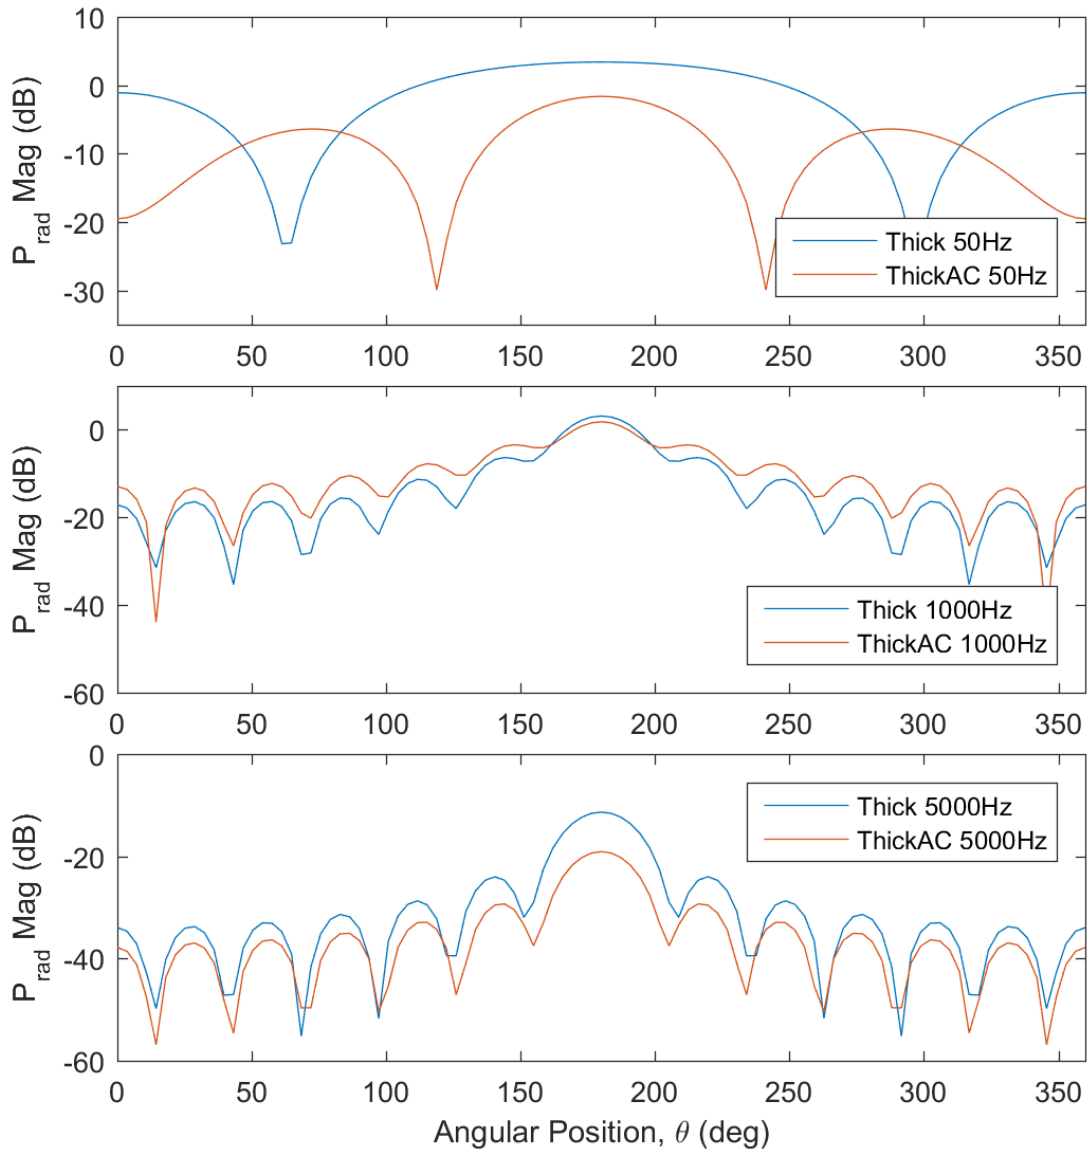 10
0
-10
-20
-30
P_rad Mag (dB)
Thick 50Hz
ThickAC 50Hz
0 50 100 150 200 250 300 350
0
-20
-40
-60
P_rad Mag (dB)
Thick 1000Hz
ThickAC 1000Hz
0 50 100 150 200 250 300 350
0
-20
-40
-60
P_rad Mag (dB)
Thick 5000Hz
ThickAC 5000Hz
0 50 100 150 200 250 300 350
Angular Position, θ (deg)